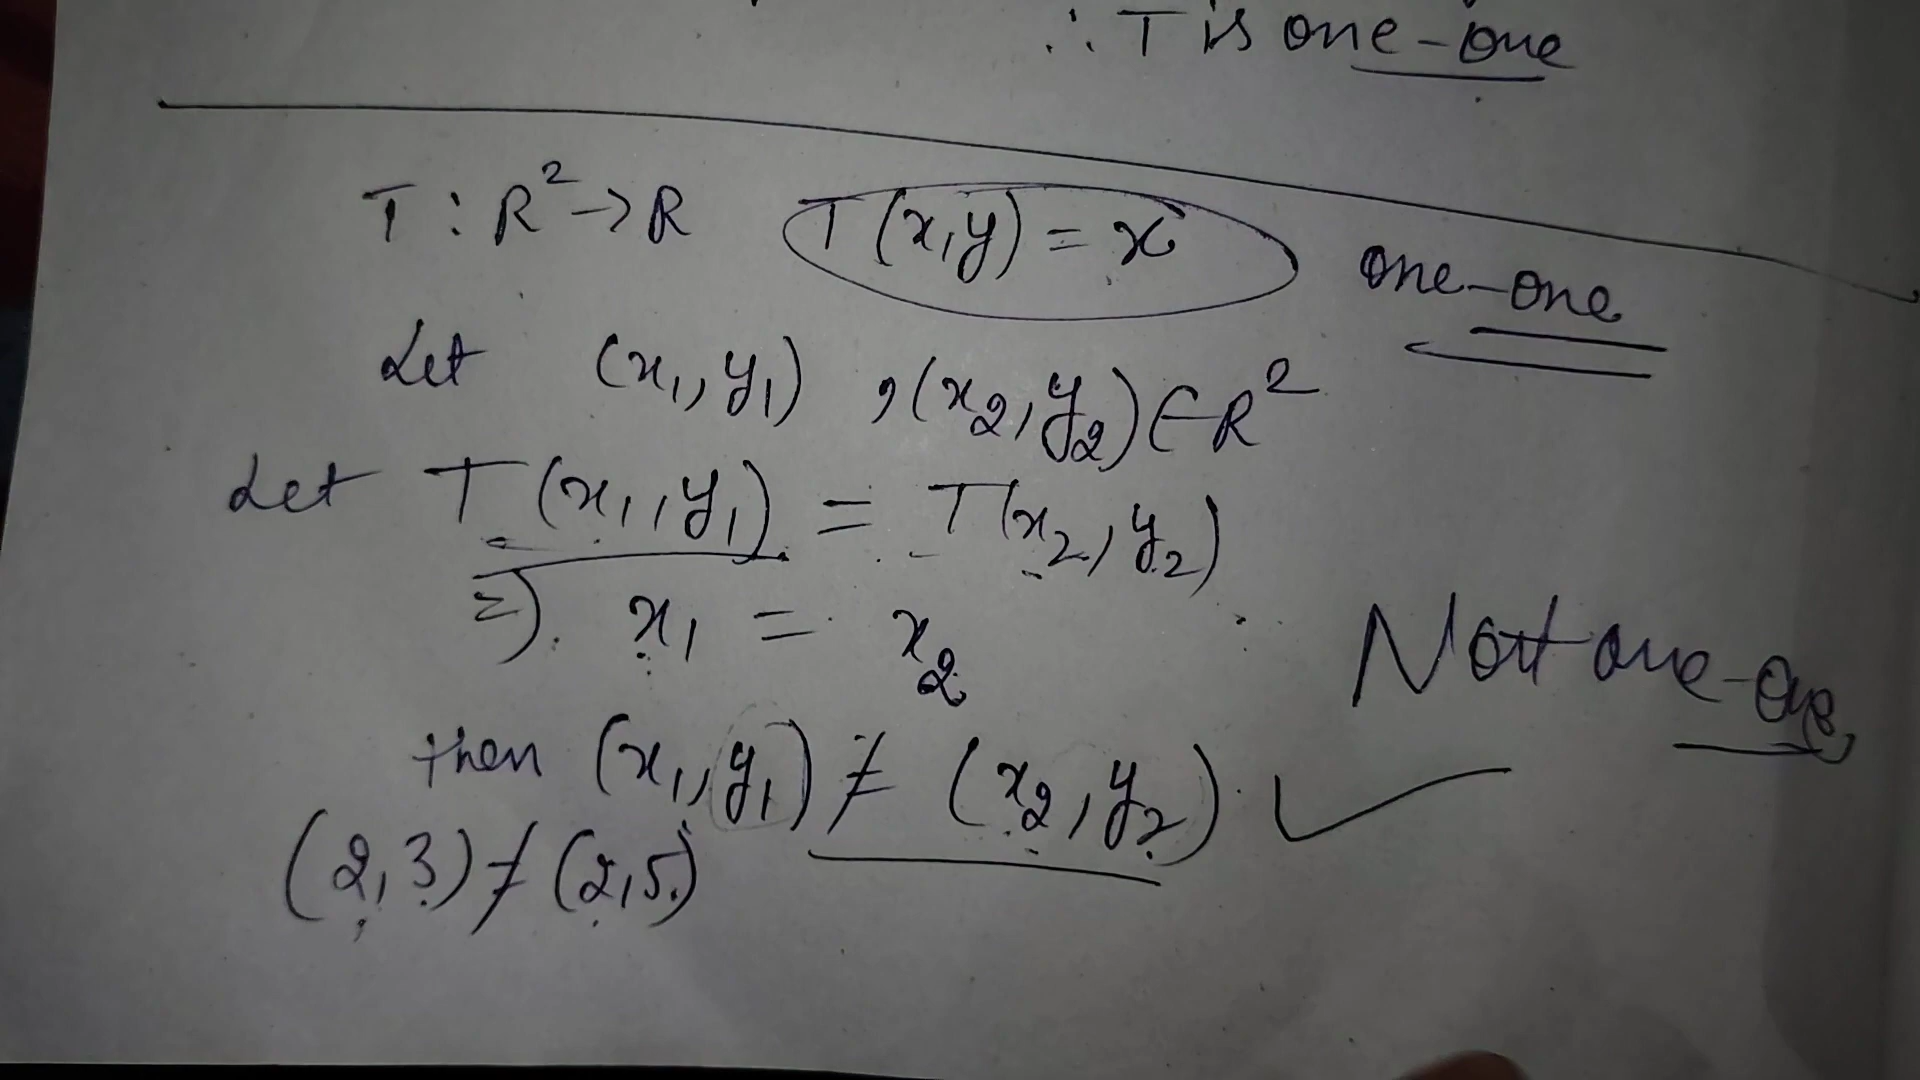 ∴ T is one-one
T : R² → R T(x,y) = x one-one
Let (x₁, y₁) , (x₂, y₂) ∈ R²
Let T(x₁, y₁) = T(x₂, y₂)
⇒ x₁ = x₂ Not one-one
then (x₁, y₁) ≠ (x₂, y₂) ✓
(2,3) ≠ (2,5)